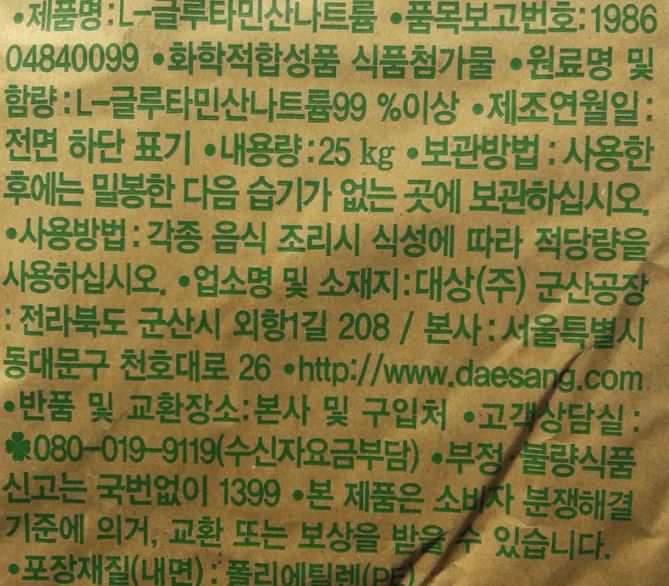 •제품명:L-글루타민산나트륨 •품목보고번호:1986
04840099 •화학적합성품 식품첨가물 •원료명 및
함량:L-글루타민산나트륨99 %이상 •제조연월일:
전면 하단 표기 •내용량:25 kg •보관방법:사용한
후에는 밀봉한 다음 습기가 없는 곳에 보관하십시오.
•사용방법:각종 음식 조리시 식성에 따라 적당량을
사용하십시오. •업소명 및 소재지:대상(주) 군산공장
:전라북도 군산시 외항1길 208 / 본사:서울특별시
동대문구 천호대로 26 •http://www.daesang.com
•반품 및 교환장소:본사 및 구입처 •고객상담실:
☘080-019-9119(수신자요금부담) •부정·불량식품
신고는 국번없이 1399 •본 제품은 소비자 분쟁해결
기준에 의거, 교환 또는 보상을 받을 수 있습니다.
•포장재질(내면):폴리에틸렌(PE)